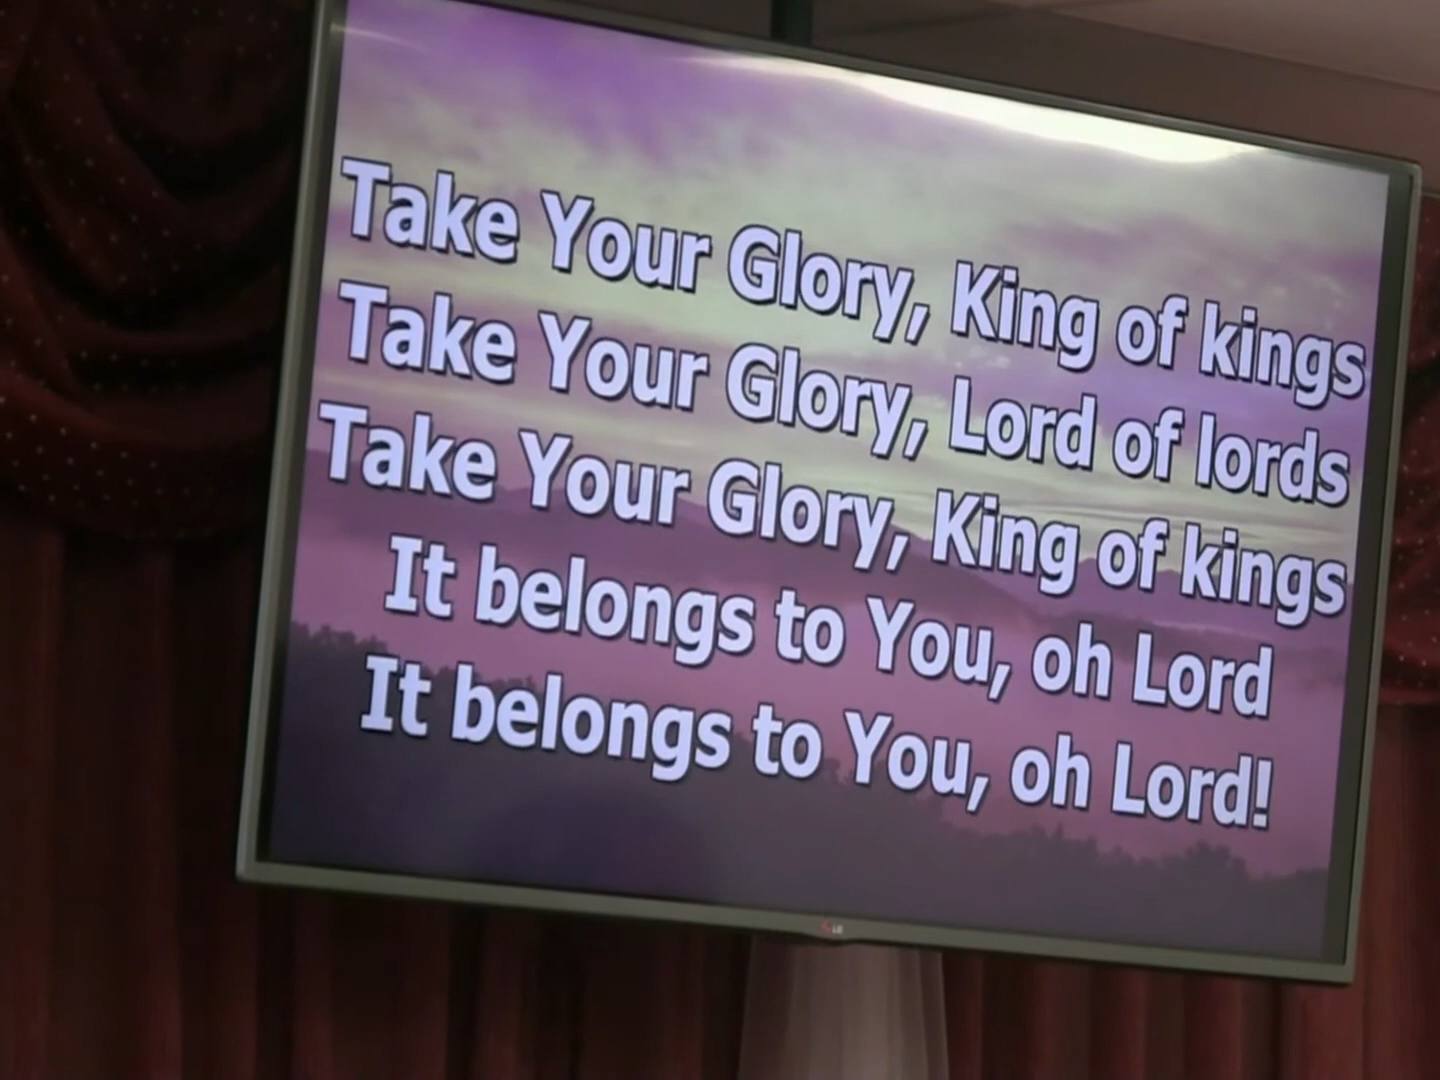 Take Your Glory, King of kings
Take Your Glory, Lord of lords
Take Your Glory, King of kings
It belongs to You, oh Lord
It belongs to You, oh Lord!
LG